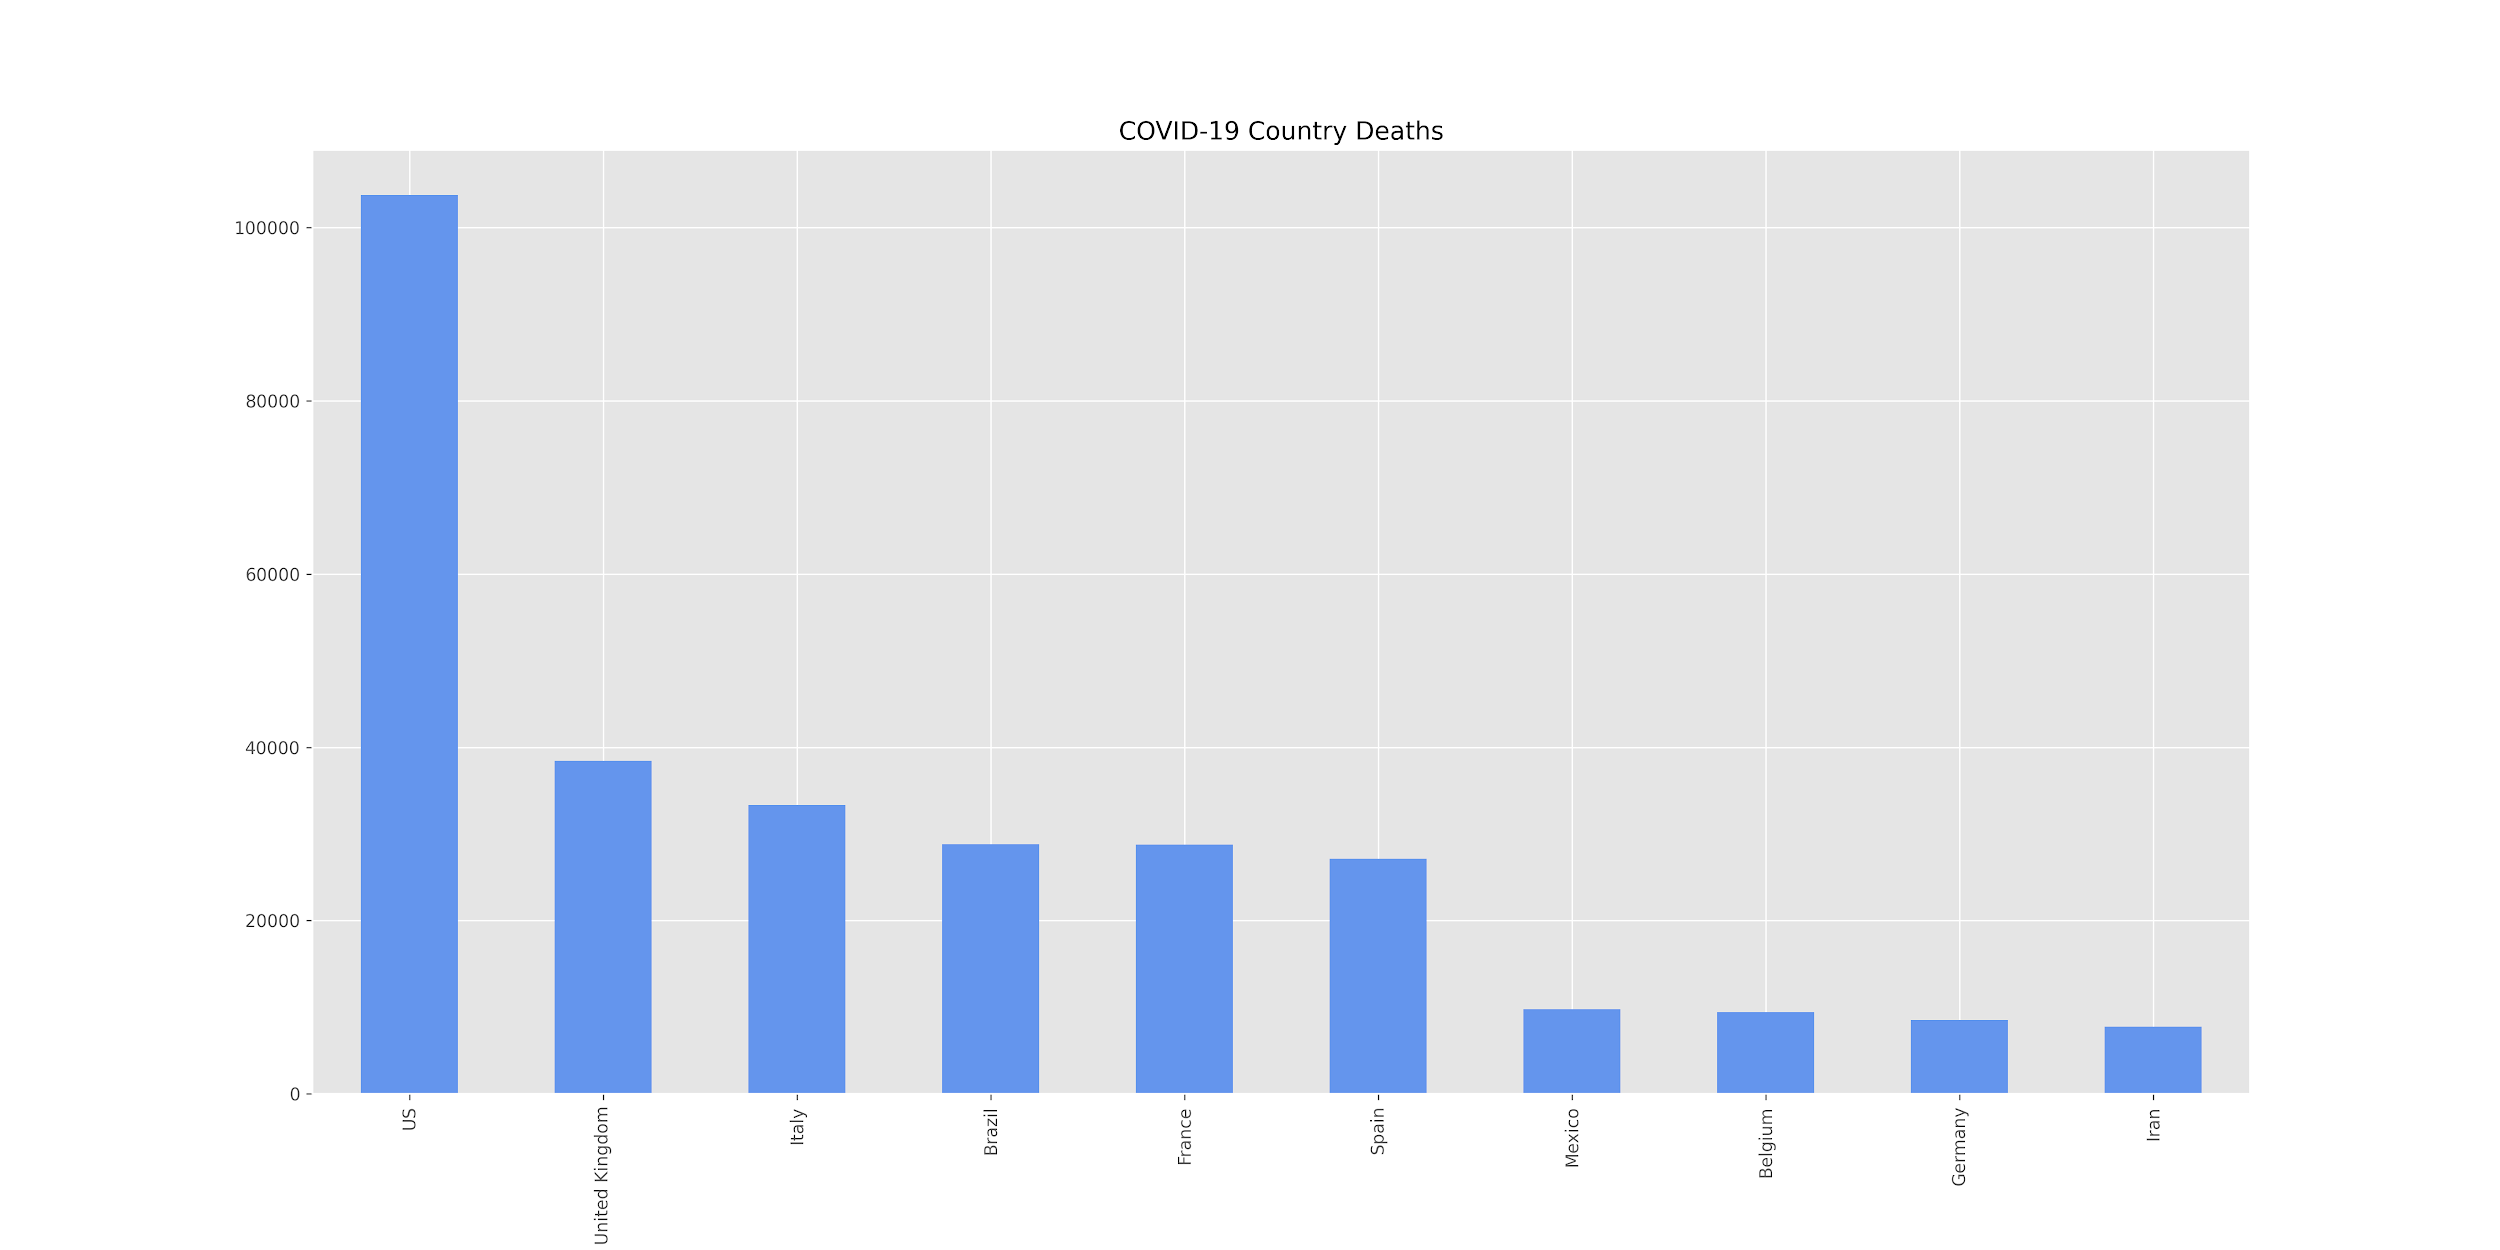 COVID-19 Country Deaths
100000
80000
60000
40000
20000
0
US
United Kingdom
Italy
Brazil
France
Spain
Mexico
Belgium
Germany
Iran